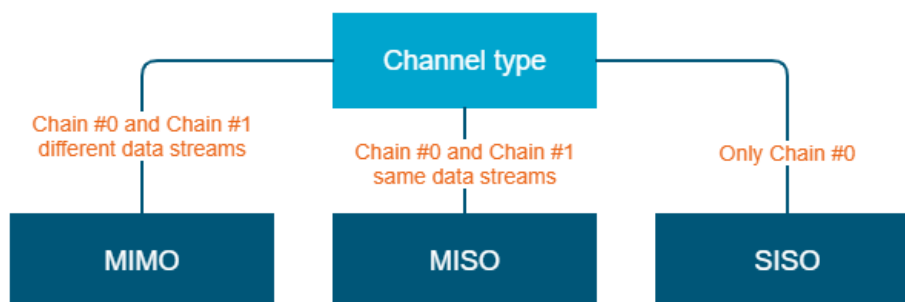 Channel type
Chain #0 and Chain #1
different data streams
Chain #0 and Chain #1
same data streams
Only Chain #0
MIMO
MISO
SISO